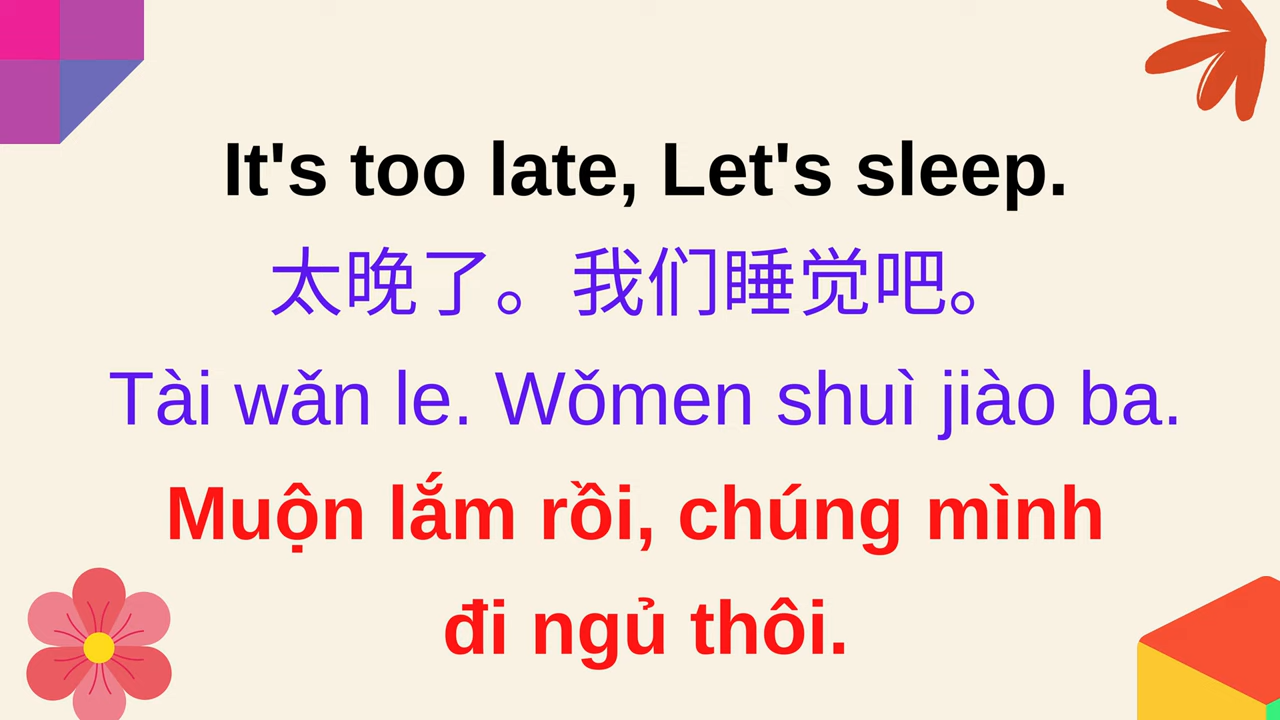 It's too late, Let's sleep.
太晚了。我们睡觉吧。
Tài wǎn le. Wǒmen shuì jiào ba.
Muộn lắm rồi, chúng mình
đi ngủ thôi.